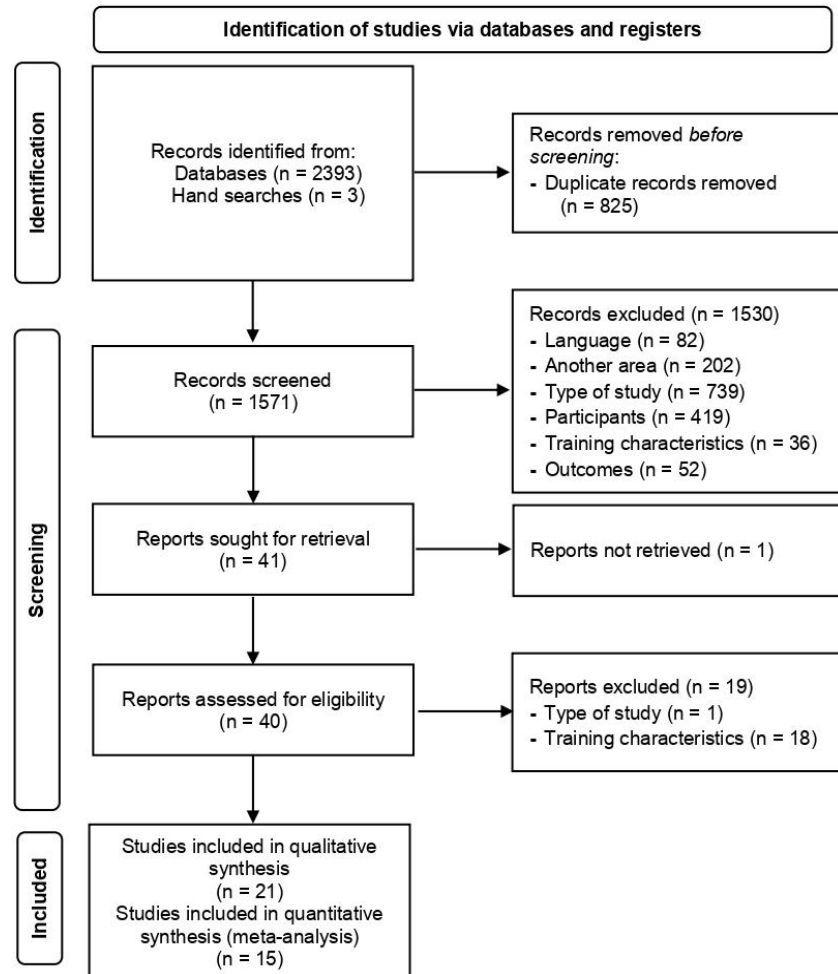 Identification of studies via databases and registers
Identification
Records identified from:
Databases (n = 2393)
Hand searches (n = 3)
Records removed before
screening:
- Duplicate records removed
(n = 825)
Screening
Records screened
(n = 1571)
Records excluded (n = 1530)
- Language (n = 82)
- Another area (n = 202)
- Type of study (n = 739)
- Participants (n = 419)
- Training characteristics (n = 36)
- Outcomes (n = 52)
Reports sought for retrieval
(n = 41)
Reports not retrieved (n = 1)
Reports assessed for eligibility
(n = 40)
Reports excluded (n = 19)
- Type of study (n = 1)
- Training characteristics (n = 18)
Included
Studies included in qualitative
synthesis
(n = 21)
Studies included in quantitative
synthesis (meta-analysis)
(n = 15)